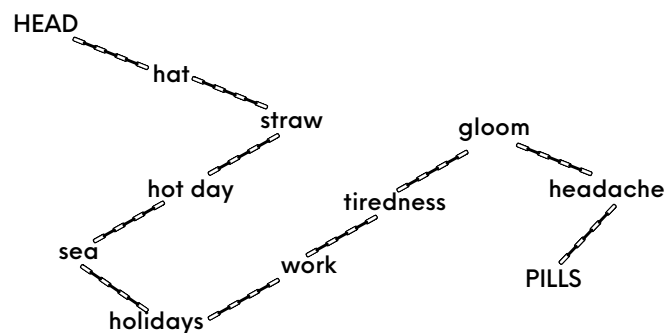 HEAD
hat
straw
hot day
sea
holidays
work
tiredness
gloom
headache
PILLS